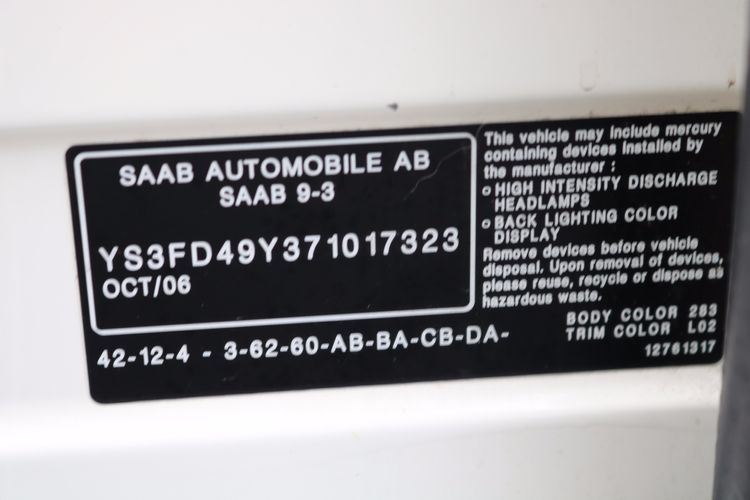 SAAB AUTOMOBILE AB
SAAB 9-3
YS3FD49Y371017323
OCT/06
42-12-4 - 3-62-60-AB-BA-CB-DA-
This vehicle may include mercury
containing devices installed by
the manufacturer :
o HIGH INTENSITY DISCHARGE
HEADLAMPS
o BACK LIGHTING COLOR
DISPLAY
Remove devices before vehicle
disposal. Upon removal of devices,
please reuse, recycle or dispose as
hazardous waste.
BODY COLOR 283
TRIM COLOR L02
12761317